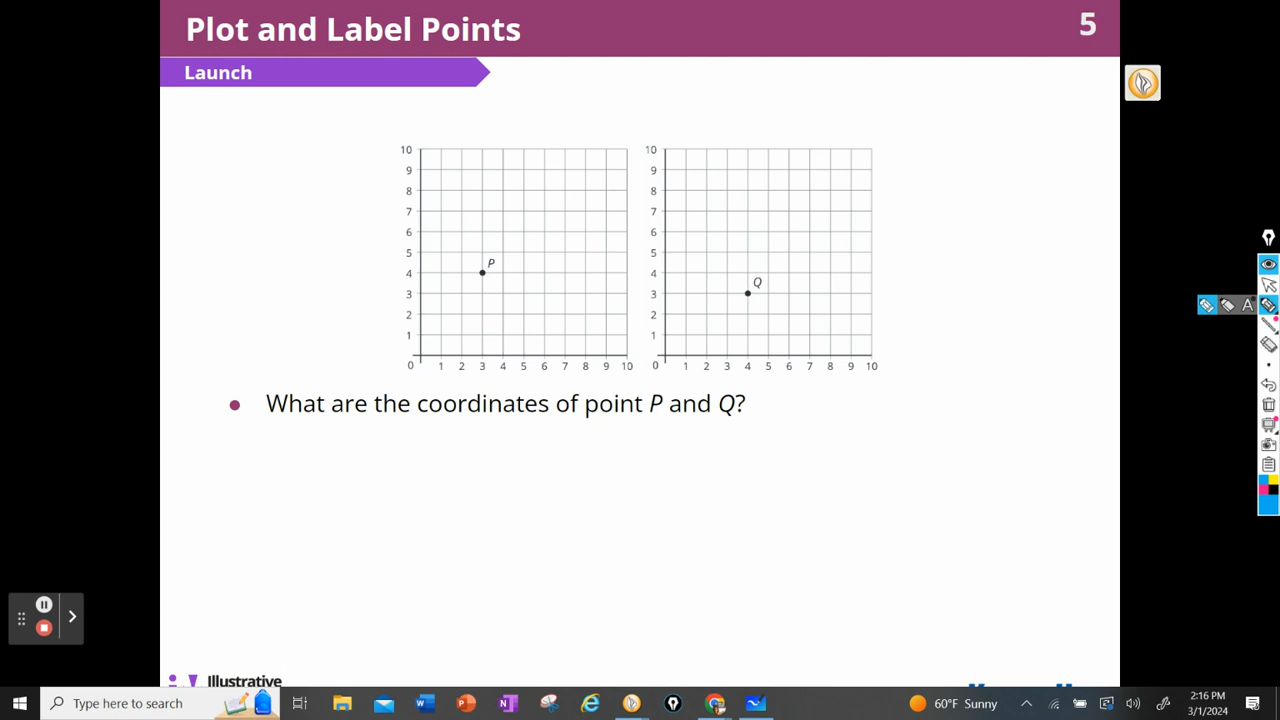 Plot and Label Points
5
Launch
10
9
8
7
6
5
4
3
2
1
0
1 2 3 4 5 6 7 8 9 10
P
10
9
8
7
6
5
4
3
2
1
0
1 2 3 4 5 6 7 8 9 10
Q
What are the coordinates of point P and Q?
Illustrative
A
Type here to search
60°F Sunny
2:16 PM
3/1/2024